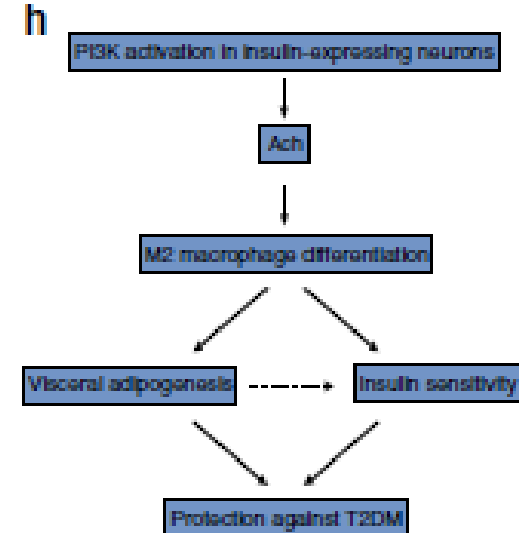 h
PI3K activation in insulin-expressing neurons
Ach
M2 macrophage differentiation
Visceral adipogenesis
Insulin sensitivity
Protection against T2DM